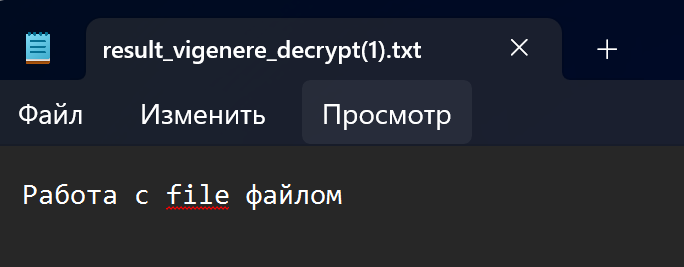 result_vigenere_decrypt(1).txt
Файл Изменить Просмотр
Работа с file файлом